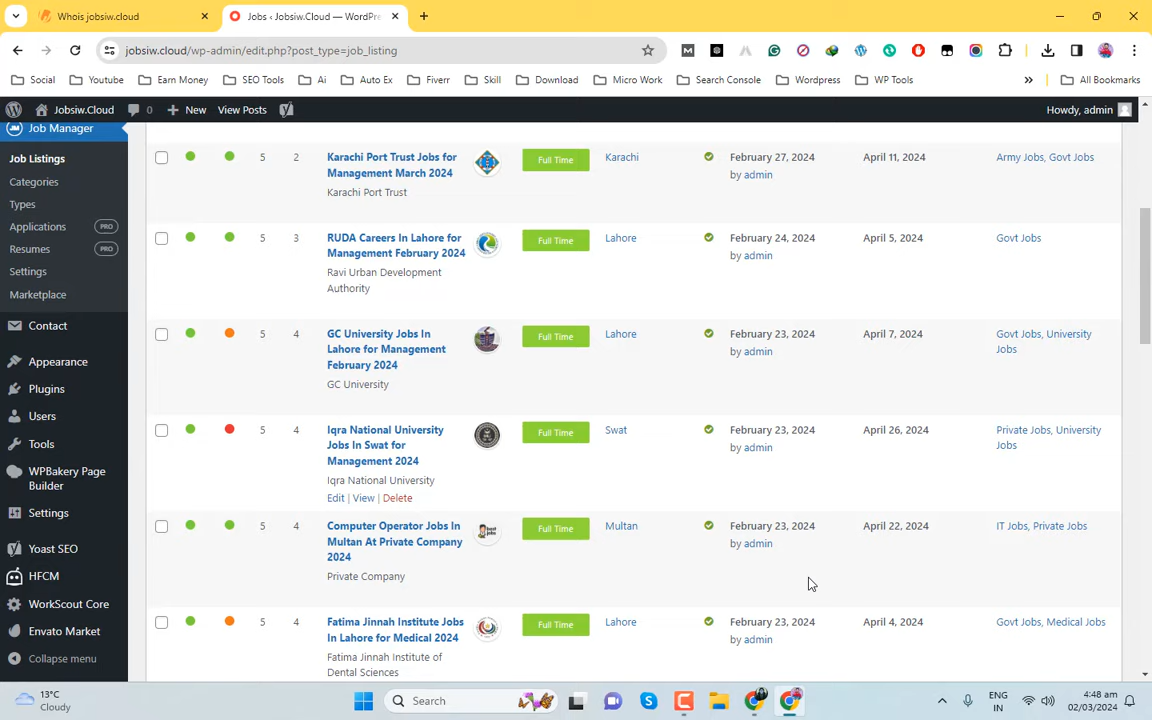 Whois jobsiw.cloud
Jobs ‹ Jobsiw.Cloud — WordPre
jobsiw.cloud/wp-admin/edit.php?post_type=job_listing
Social Youtube Earn Money SEO Tools Ai Auto Ex Fiverr Skill Download Micro Work Search Console Wordpress WP Tools » All Bookmarks
Jobsiw.Cloud 0 New View Posts Howdy, admin
Job Manager
Job Listings
Categories
Types
Applications PRO
Resumes PRO
Settings
Marketplace
Contact
Appearance
Plugins
Users
Tools
WPBakery Page
Builder
Settings
Yoast SEO
HFCM
WorkScout Core
Envato Market
Collapse menu
5 2 Karachi Port Trust Jobs for Full Time Karachi February 27, 2024 April 11, 2024 Army Jobs, Govt Jobs
Management March 2024 by admin
Karachi Port Trust
5 3 RUDA Careers In Lahore for Full Time Lahore February 24, 2024 April 5, 2024 Govt Jobs
Management February 2024 by admin
Ravi Urban Development
Authority
5 4 GC University Jobs In Full Time Lahore February 23, 2024 April 7, 2024 Govt Jobs, University
Lahore for Management by admin Jobs
February 2024
GC University
5 4 Iqra National University Full Time Swat February 23, 2024 April 26, 2024 Private Jobs, University
Jobs In Swat for by admin Jobs
Management 2024
Iqra National University
Edit | View | Delete
5 4 Computer Operator Jobs In Full Time Multan February 23, 2024 April 22, 2024 IT Jobs, Private Jobs
Multan At Private Company by admin
2024
Private Company
5 4 Fatima Jinnah Institute Jobs Full Time Lahore February 23, 2024 April 4, 2024 Govt Jobs, Medical Jobs
In Lahore for Medical 2024 by admin
Fatima Jinnah Institute of
Dental Sciences
13°C
Cloudy
Search
ENG
IN
4:48 am
02/03/2024